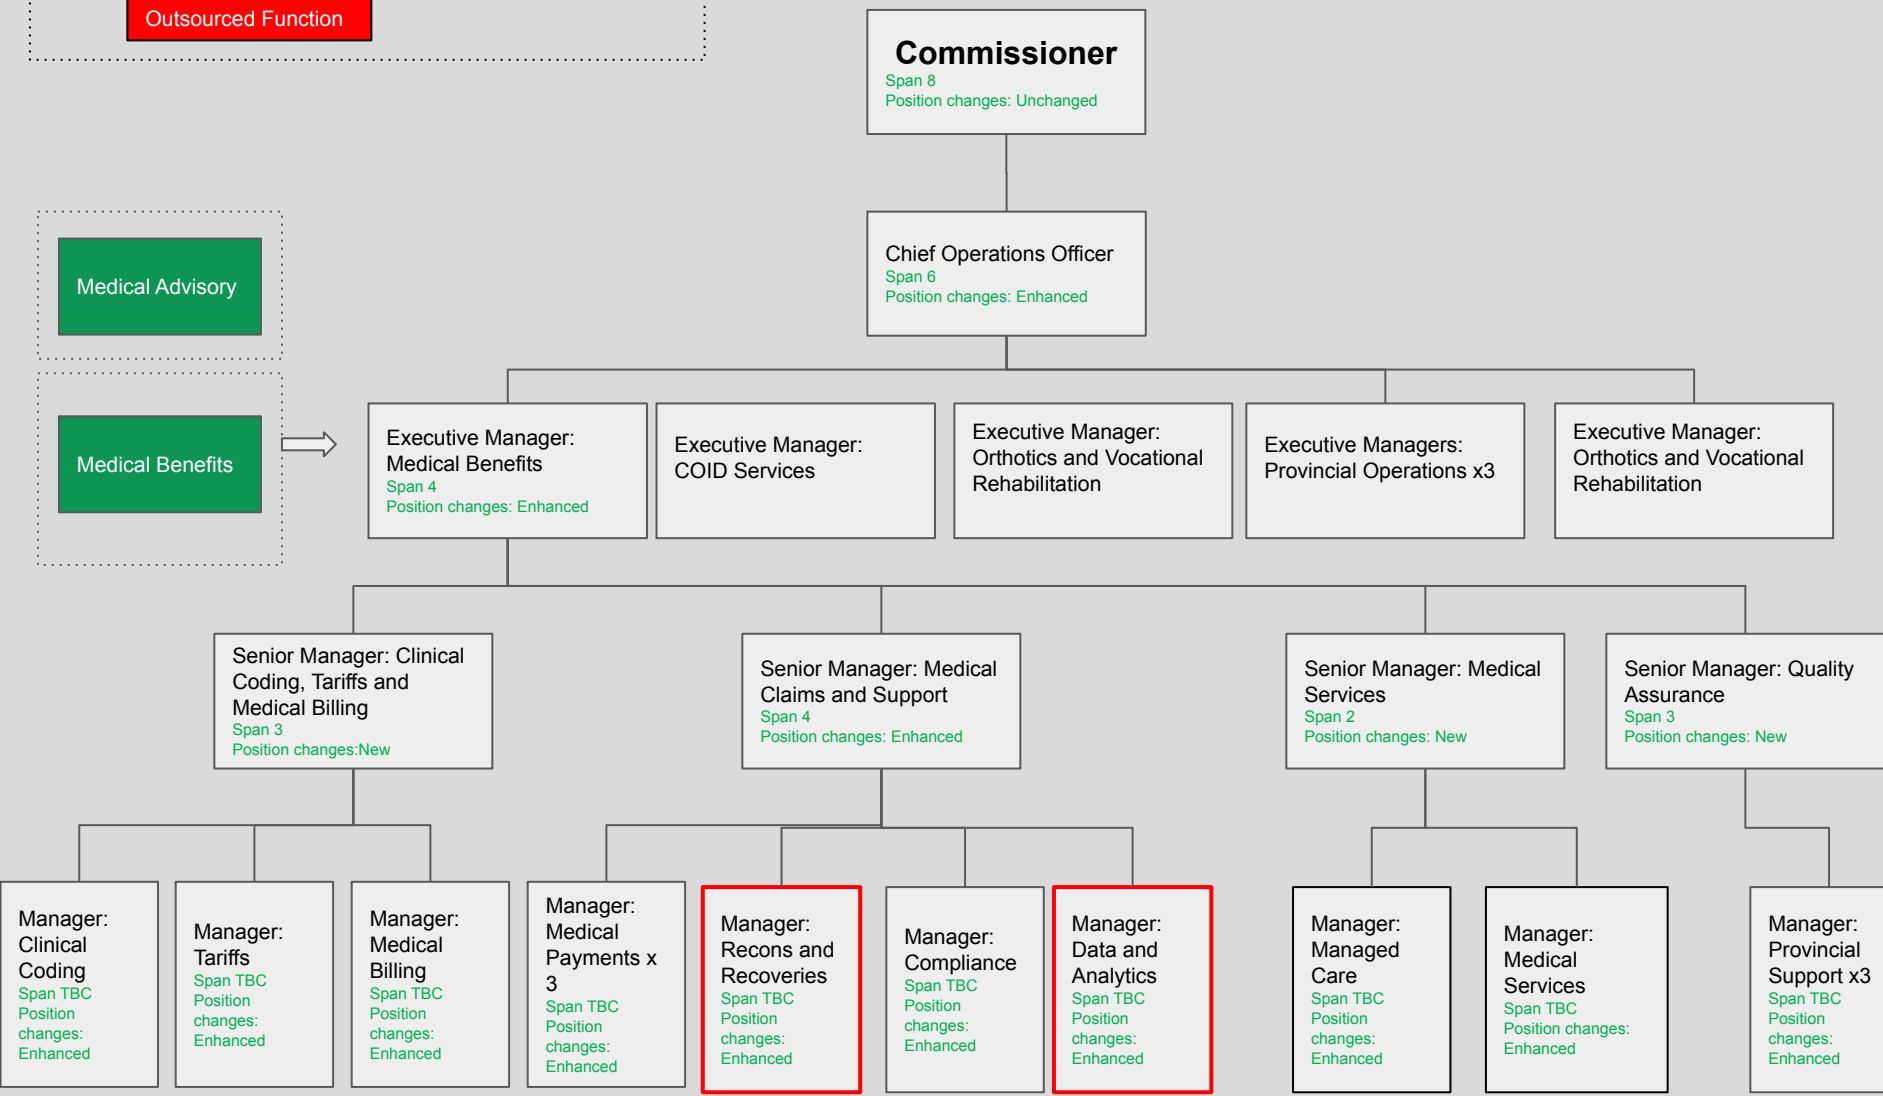 Outsourced Function
Commissioner
Span 8
Position changes: Unchanged
Medical Advisory
Chief Operations Officer
Span 6
Position changes: Enhanced
Medical Benefits
Executive Manager:
Medical Benefits
Span 4
Position changes: Enhanced
Executive Manager:
COID Services
Executive Manager:
Orthotics and Vocational
Rehabilitation
Executive Managers:
Provincial Operations x3
Executive Manager:
Orthotics and Vocational
Rehabilitation
Senior Manager: Clinical
Coding, Tariffs and
Medical Billing
Span 3
Position changes:New
Senior Manager: Medical
Claims and Support
Span 4
Position changes: Enhanced
Senior Manager: Medical
Services
Span 2
Position changes: New
Senior Manager: Quality
Assurance
Span 3
Position changes: New
Manager:
Clinical
Coding
Span TBC
Position
changes:
Enhanced
Manager:
Tariffs
Span TBC
Position
changes:
Enhanced
Manager:
Medical
Billing
Span TBC
Position
changes:
Enhanced
Manager:
Medical
Payments x
3
Span TBC
Position
changes:
Enhanced
Manager:
Recons and
Recoveries
Span TBC
Position
changes:
Enhanced
Manager:
Compliance
Span TBC
Position
changes:
Enhanced
Manager:
Data and
Analytics
Span TBC
Position
changes:
Enhanced
Manager:
Managed
Care
Span TBC
Position
changes:
Enhanced
Manager:
Medical
Services
Span TBC
Position changes:
Enhanced
Manager:
Provincial
Support x3
Span TBC
Position
changes:
Enhanced